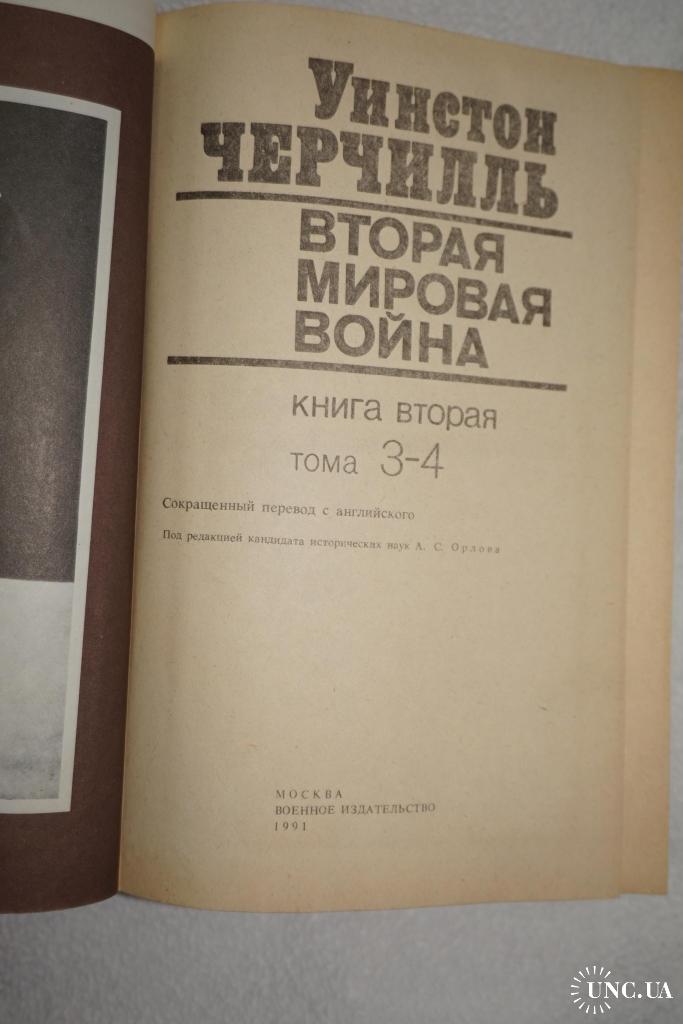 Уинстон
ЧЕРЧИЛЛЬ
ВТОРАЯ
МИРОВАЯ
ВОЙНА
книга вторая
тома 3-4
Сокращенный перевод с английского
Под редакцией кандидата исторических наук А. С. Орлова
МОСКВА
ВОЕННОЕ ИЗДАТЕЛЬСТВО
1991
UNC.UA